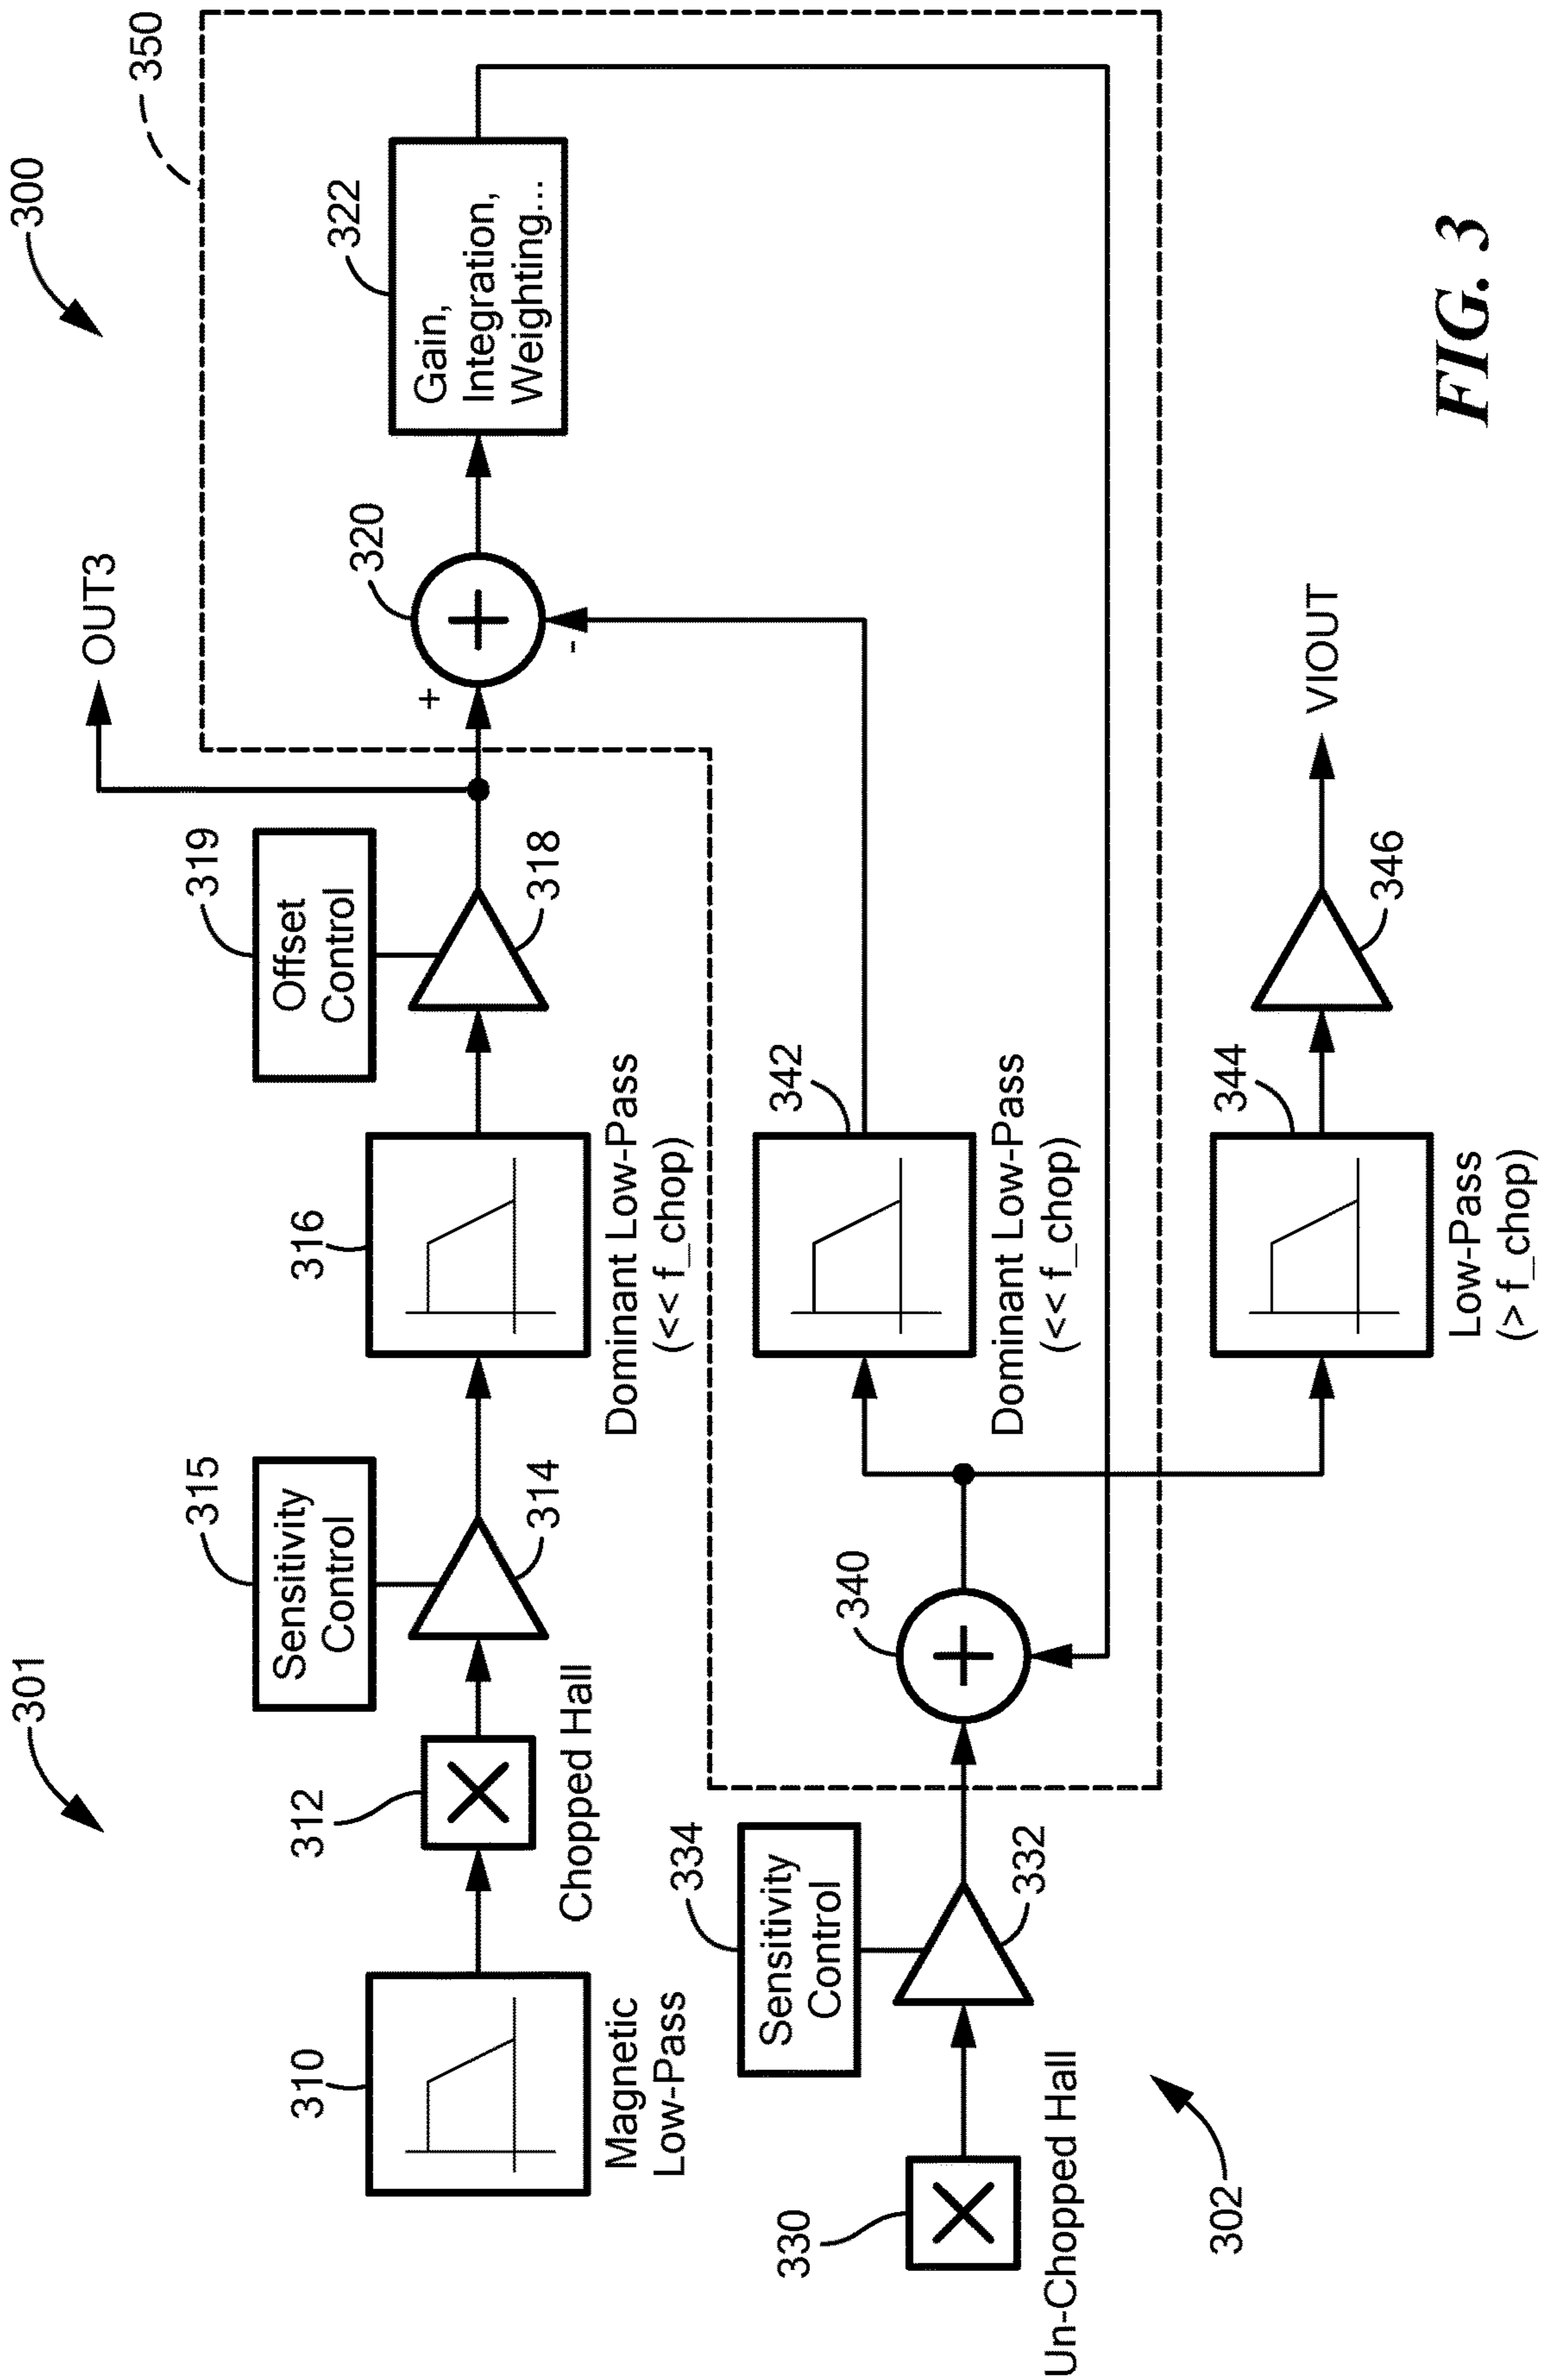 301
300
350
315
Sensitivity
Control
319
Offset
Control
OUT3
310
312
314
316
318
+
320
-
322
Gain,
Integration,
Weighting...
Magnetic
Low-Pass
Chopped Hall
Dominant Low-Pass
(<< f_chop)
334
Sensitivity
Control
330
332
340
342
Un-Chopped Hall
Dominant Low-Pass
(<< f_chop)
302
344
346
VIOUT
Low-Pass
(> f_chop)
FIG. 3